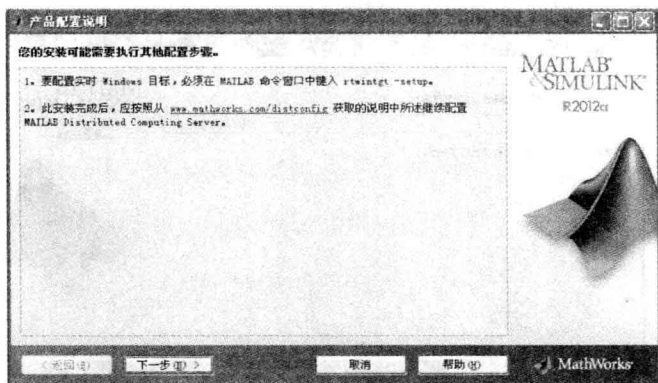 产品配置说明
您的安装可能需要执行其他配置步骤。
1。要配置实时 Windows 目标，必须在 MATLAB 命令窗口中键入 rtwintgt -setup。
2。此安装完成后，应按照从 www.mathworks.com/distconfig 获取的说明中所述继续配置
MATLAB Distributed Computing Server。
MATLAB®
&SIMULINK®
R2012a
< 返回(B)
下一步(N) >
取消
帮助(H)
MathWorks®